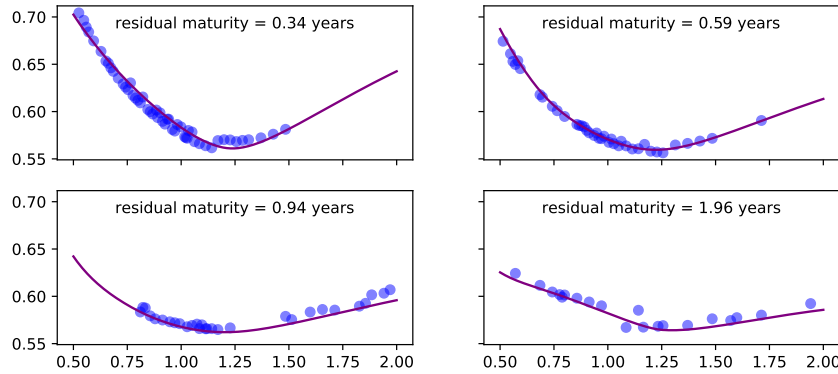 residual maturity = 0.34 years
0.70
0.65
0.60
0.55
residual maturity = 0.59 years
residual maturity = 0.94 years
0.70
0.65
0.60
0.55
0.50 0.75 1.00 1.25 1.50 1.75 2.00
residual maturity = 1.96 years
0.50 0.75 1.00 1.25 1.50 1.75 2.00